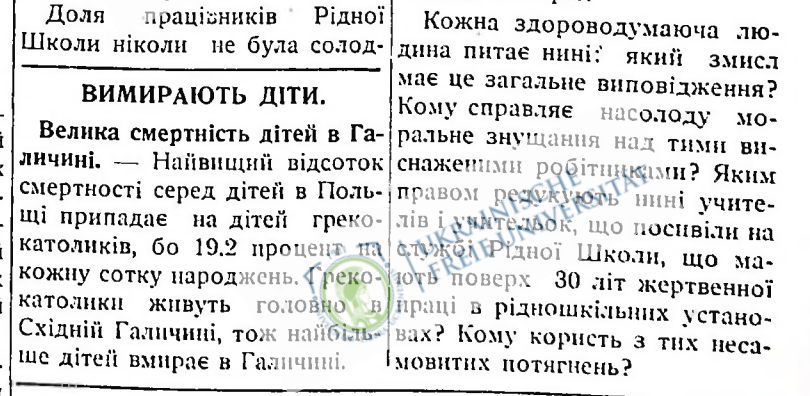 Доля працівників Рідної
Школи ніколи не була солод-
ВИМИРАЮТЬ ДІТИ.
Велика смертність дітей в Га-
личині. — Найвищий відсоток
смертності серед дітей в Поль-
щі припадає на дітей греко-
католиків, бо 19.2 процент на
кожну сотку народжень. Греко-
католики живуть головно в
Східній Галичині, тож найбіль-
ше дітей вмирає в Галичині.
Кожна здороводумаюча лю-
дина питає нині: який змисл
має це загальне виповідження?
Кому справляє насолоду мо-
ральне знущання над тими ви-
снаженими робітниками? Яким
правом редукують нині учите-
лів і учительок, що посивіли на
службі Рідної Школи, що ма-
ють поверх 30 літ жертвенної
праці в рідношкільних устано-
вах? Кому користь з тих неса-
мовитих потягнень?
UKRAINISCHE
FREIE UNIVERSITÄT